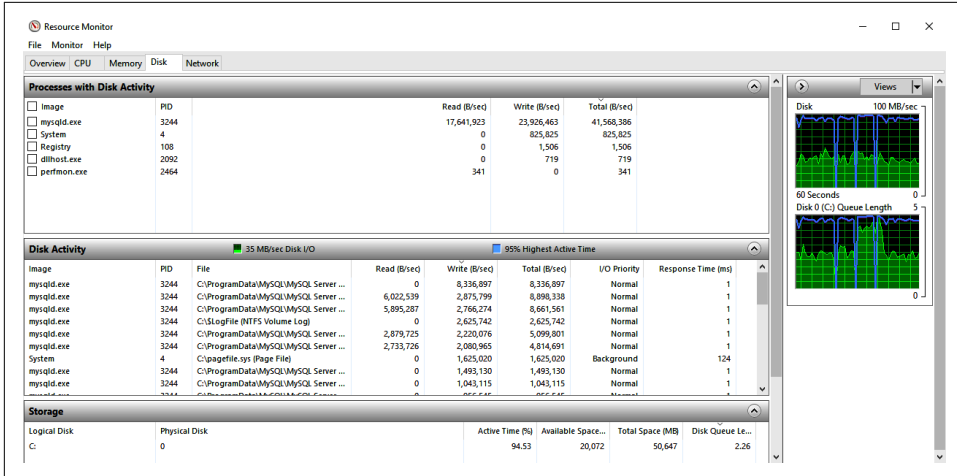 Resource Monitor
File Monitor Help
Overview CPU Memory Disk Network
Processes with Disk Activity
Image PID Read (B/sec) Write (B/sec) Total (B/sec)
mysqld.exe 3244 17,641,923 23,926,463 41,568,386
System 4 0 825,825 825,825
Registry 108 0 1,506 1,506
dllhost.exe 2092 0 719 719
perfmon.exe 2464 341 0 341
Disk Activity 35 MB/sec Disk I/O 95% Highest Active Time
Image PID File Read (B/sec) Write (B/sec) Total (B/sec) I/O Priority Response Time (ms)
mysqld.exe 3244 C:\ProgramData\MySQL\MySQL Server ... 0 8,336,897 8,336,897 Normal 1
mysqld.exe 3244 C:\ProgramData\MySQL\MySQL Server ... 6,022,539 2,875,799 8,898,338 Normal 1
mysqld.exe 3244 C:\ProgramData\MySQL\MySQL Server ... 5,895,287 2,766,274 8,661,561 Normal 1
mysqld.exe 3244 C:\$LogFile (NTFS Volume Log) 0 2,625,742 2,625,742 Normal 1
mysqld.exe 3244 C:\ProgramData\MySQL\MySQL Server ... 2,879,725 2,220,076 5,099,801 Normal 1
mysqld.exe 3244 C:\ProgramData\MySQL\MySQL Server ... 2,733,726 2,080,965 4,814,691 Normal 1
System 4 C:\pagefile.sys (Page File) 0 1,625,020 1,625,020 Background 124
mysqld.exe 3244 C:\ProgramData\MySQL\MySQL Server ... 0 1,493,130 1,493,130 Normal 1
mysqld.exe 3244 C:\ProgramData\MySQL\MySQL Server ... 0 1,043,115 1,043,115 Normal 1
Storage
Logical Disk Physical Disk Active Time (%) Available Space... Total Space (MB) Disk Queue Le...
C: 0 94.53 20,072 50,647 2.26
Views
Disk 100 MB/sec
60 Seconds 0
Disk 0 (C:) Queue Length 5
0